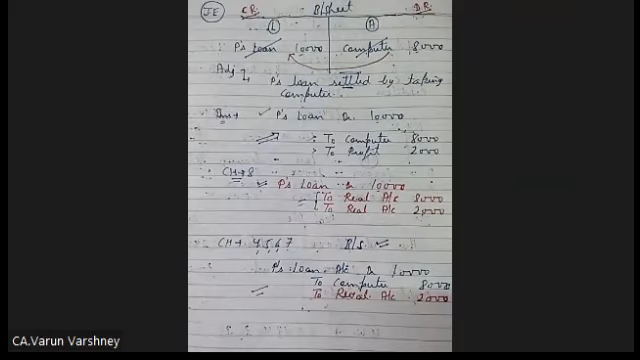 JE CR. B/Sheet DR.
(L) (A)
P's Loan 10000 Computer 8000
Adj P's loan settled by taking
computer.
Ans→ P's Loan Dr 10000
To Computer 8000
To Profit 2000
CH→8
P's Loan Dr 10000
To Real A/c 8000
To Real A/c 2000
CH→ 4,5,6,7 B/S
P's Loan A/c Dr 10000
To Computer 8000
To Reval. A/c 2000
CA.Varun Varshney